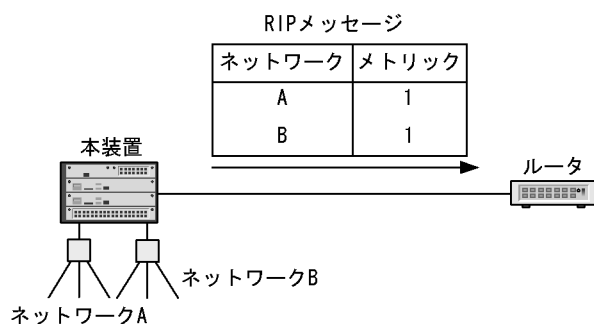 RIPメッセージ
ネットワーク メトリック
A 1
B 1
本装置
ルータ
ネットワークB
ネットワークA